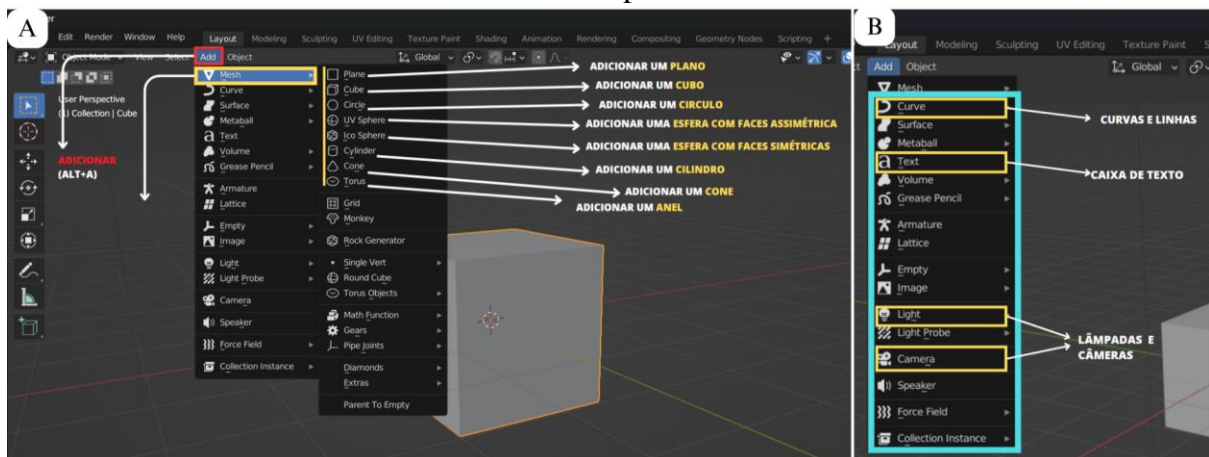 A
Edit Render Window Help Layout Modeling Sculpting UV Editing Texture Paint Shading Animation Rendering Compositing Geometry Nodes Scripting +
Object Mode View Select Add Object Global
User Perspective
(1) Collection | Cube
ADICIONAR
(ALT+A)
Mesh
Curve
Surface
Metaball
Text
Volume
Grease Pencil
Armature
Lattice
Empty
Image
Light
Light Probe
Camera
Speaker
Force Field
Collection Instance
Plane
Cube
Circle
UV Sphere
Ico Sphere
Cylinder
Cone
Torus
Grid
Monkey
Rock Generator
Single Vert
Round Cube
Torus Objects
Math Function
Gears
Pipe Joints
Diamonds
Extras
Parent To Empty
ADICIONAR UM PLANO
ADICIONAR UM CUBO
ADICIONAR UM CIRCULO
ADICIONAR UMA ESFERA COM FACES ASSIMÉTRICA
ADICIONAR UMA ESFERA COM FACES SIMÉTRICAS
ADICIONAR UM CILINDRO
ADICIONAR UM CONE
ADICIONAR UM ANEL
B
Layout Modeling Sculpting UV Editing Texture Paint
Add Object Global
Mesh
Curve
Surface
Metaball
Text
Volume
Grease Pencil
Armature
Lattice
Empty
Image
Light
Light Probe
Camera
Speaker
Force Field
Collection Instance
CURVAS E LINHAS
CAIXA DE TEXTO
LÂMPADAS E
CÂMERAS